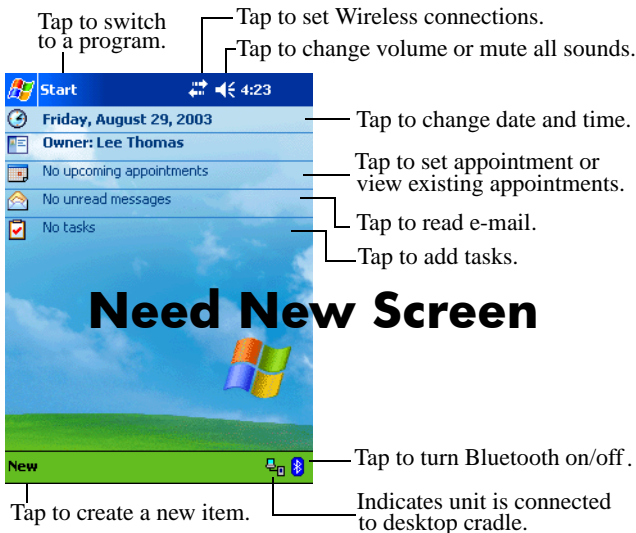 Tap to switch
to a program.
Tap to set Wireless connections.
Tap to change volume or mute all sounds.
Start
4:23
Friday, August 29, 2003
Tap to change date and time.
Owner: Lee Thomas
No upcoming appointments
Tap to set appointment or
view existing appointments.
No unread messages
Tap to read e-mail.
No tasks
Tap to add tasks.
Need New Screen
New
Tap to turn Bluetooth on/off.
Tap to create a new item.
Indicates unit is connected
to desktop cradle.